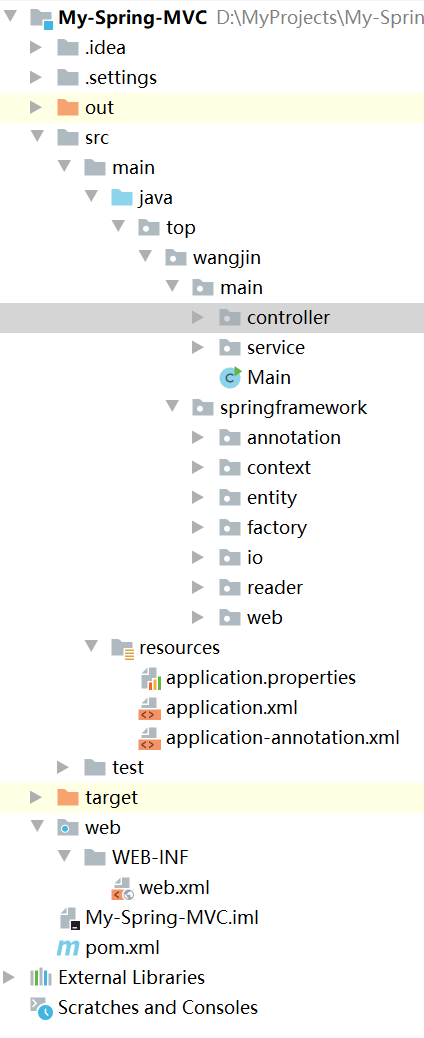 My-Spring-MVC D:\MyProjects\My-Sprin
.idea
.settings
out
src
main
java
top
wangjin
main
controller
service
Main
springframework
annotation
context
entity
factory
io
reader
web
resources
application.properties
application.xml
application-annotation.xml
test
target
web
WEB-INF
web.xml
My-Spring-MVC.iml
pom.xml
External Libraries
Scratches and Consoles